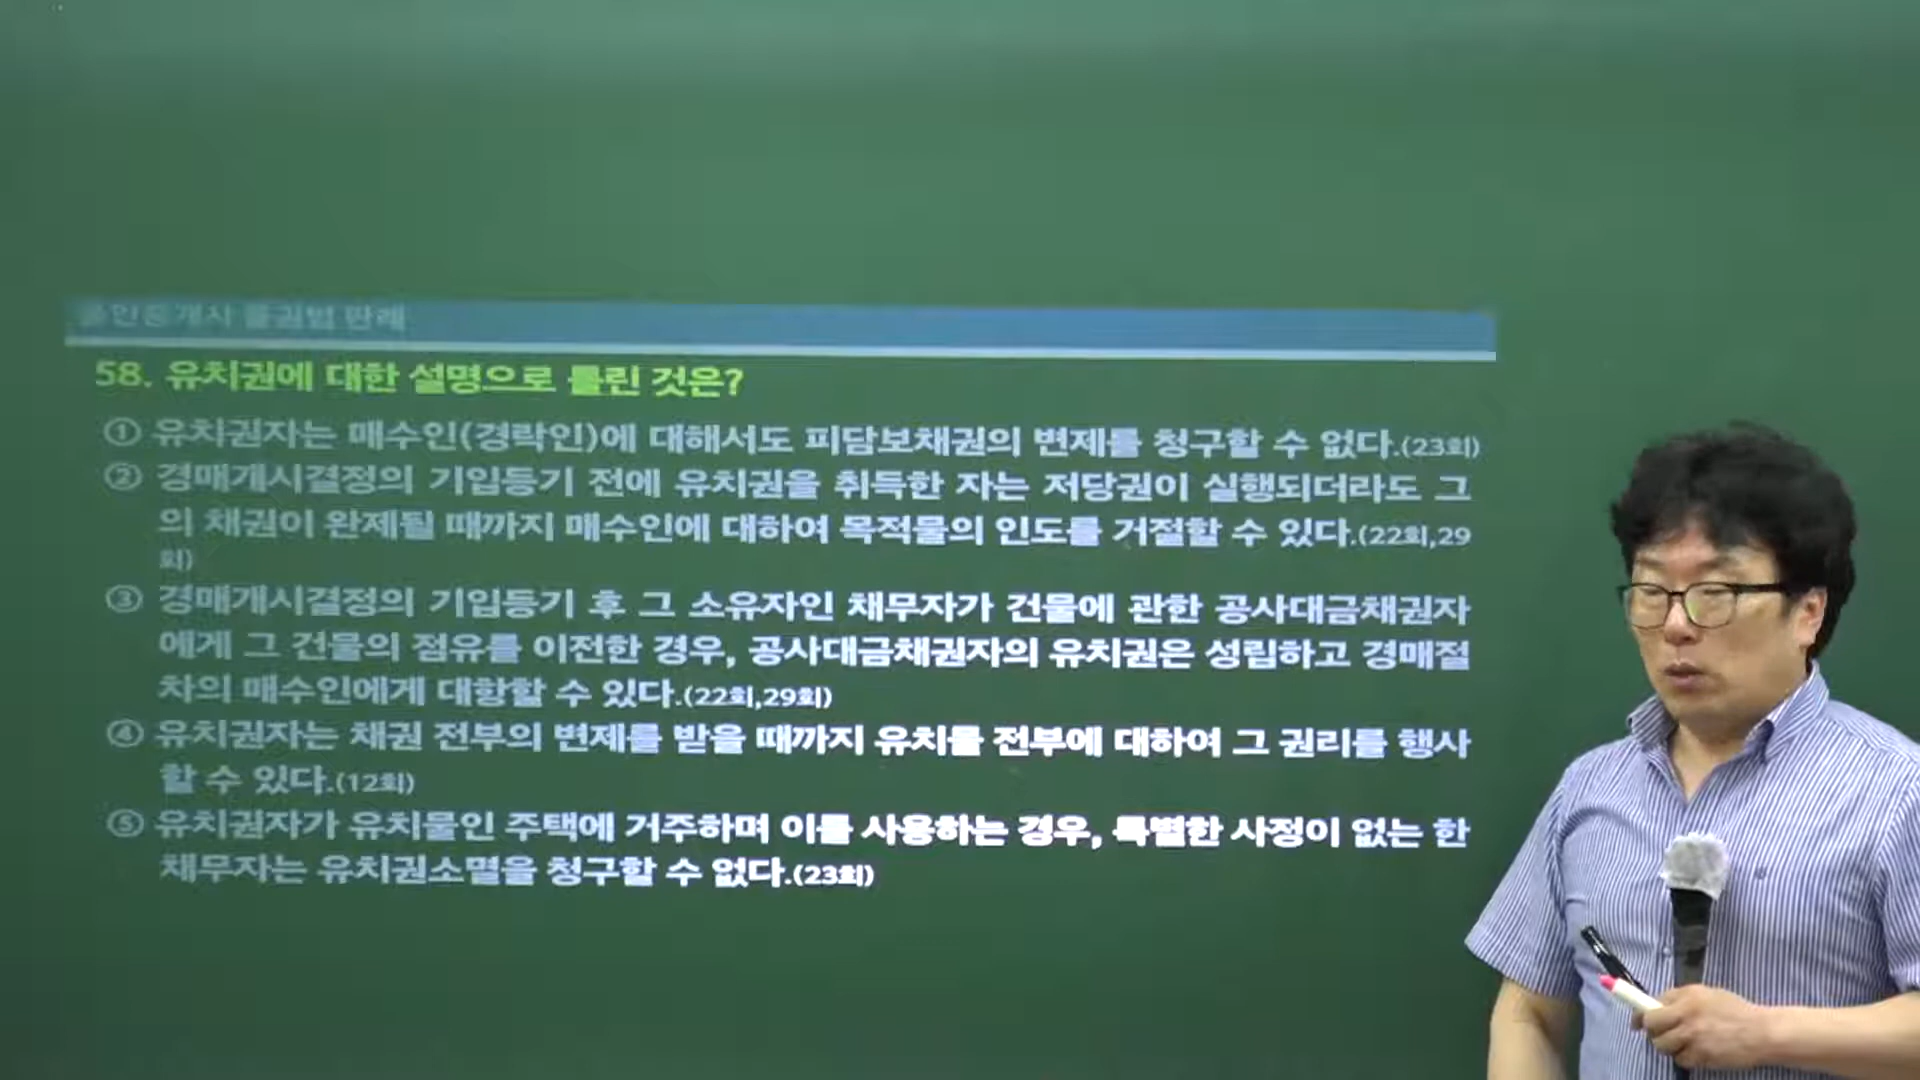 공인중개사 물권법 판례
58. 유치권에 대한 설명으로 틀린 것은?
① 유치권자는 매수인(경락인)에 대해서도 피담보채권의 변제를 청구할 수 없다.(23회)
② 경매개시결정의 기입등기 전에 유치권을 취득한 자는 저당권이 실행되더라도 그
의 채권이 완제될 때까지 매수인에 대하여 목적물의 인도를 거절할 수 있다.(22회,29
회)
③ 경매개시결정의 기입등기 후 그 소유자인 채무자가 건물에 관한 공사대금채권자
에게 그 건물의 점유를 이전한 경우, 공사대금채권자의 유치권은 성립하고 경매절
차의 매수인에게 대항할 수 있다.(22회,29회)
④ 유치권자는 채권 전부의 변제를 받을 때까지 유치물 전부에 대하여 그 권리를 행사
할 수 있다.(12회)
⑤ 유치권자가 유치물인 주택에 거주하며 이를 사용하는 경우, 특별한 사정이 없는 한
채무자는 유치권소멸을 청구할 수 없다.(23회)